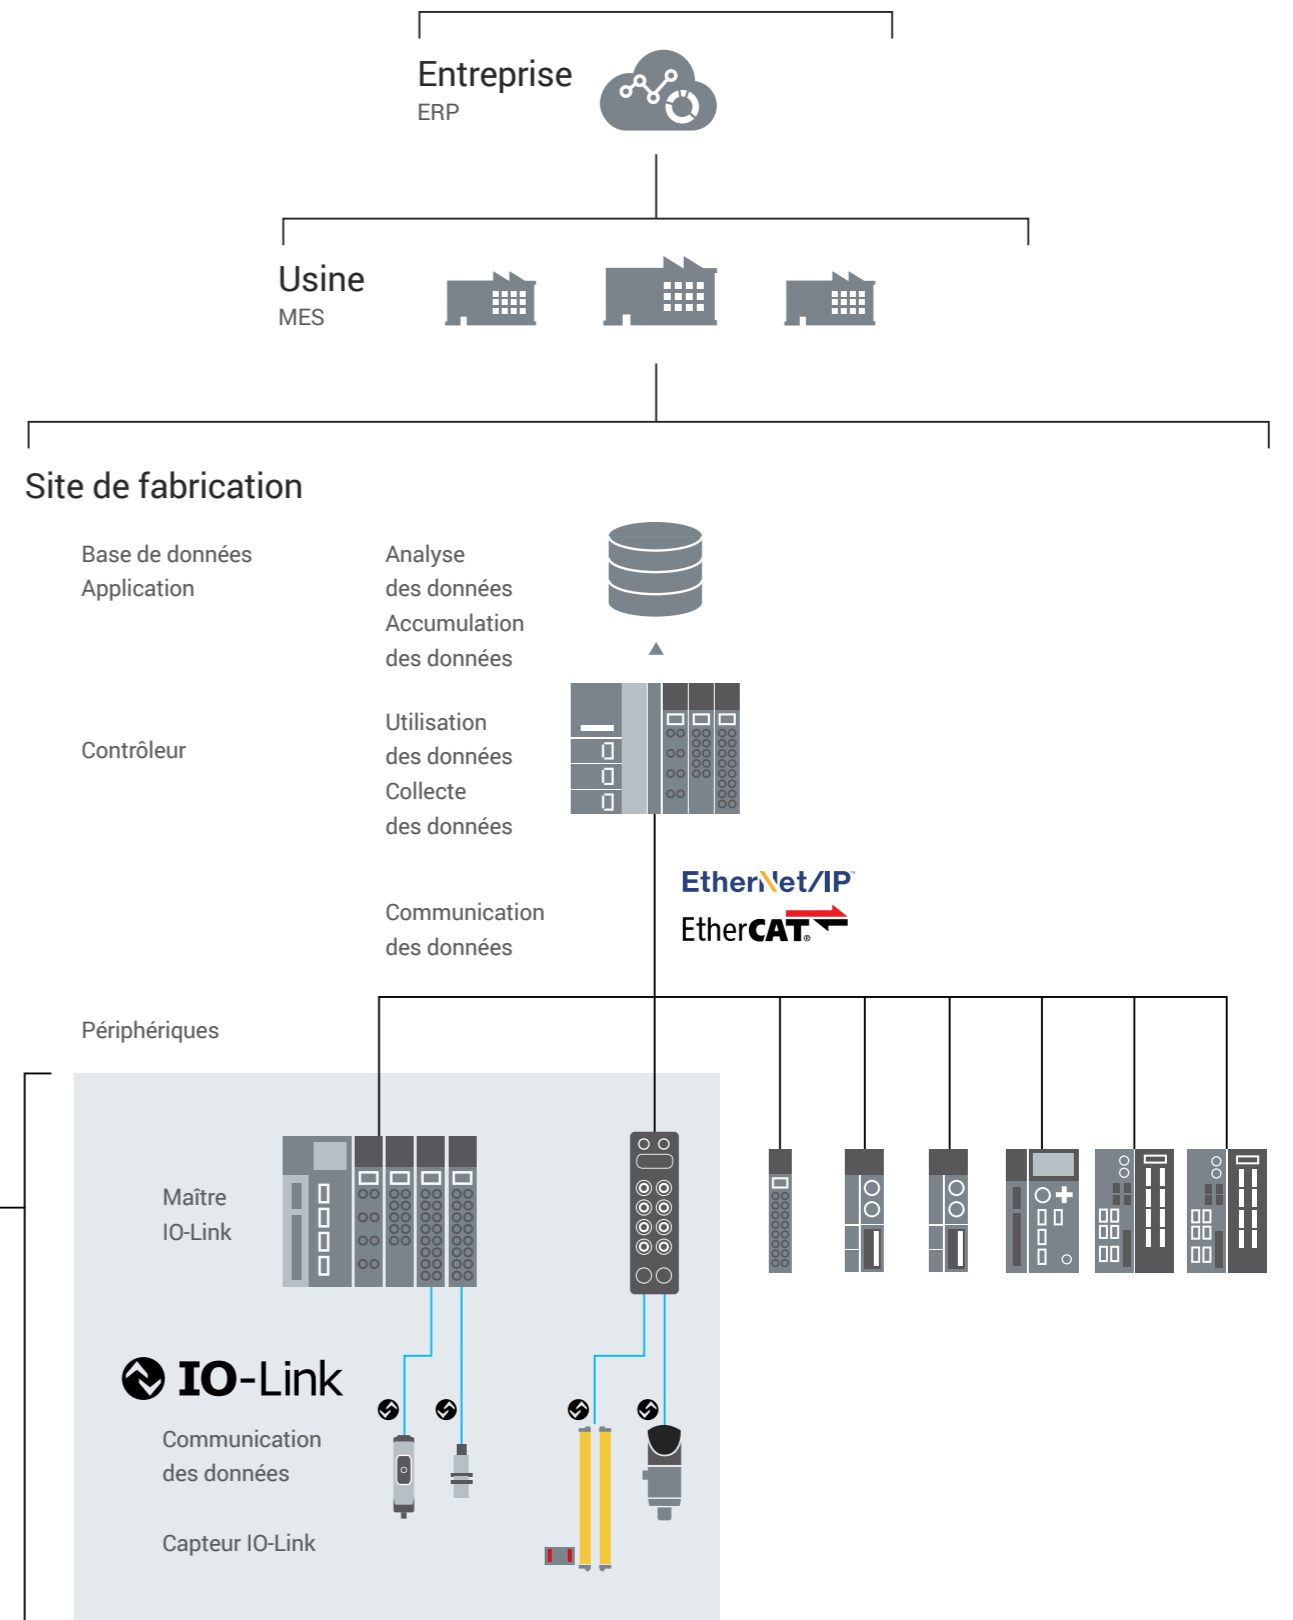 Entreprise
ERP
Usine
MES
Site de fabrication
Base de données
Application
Analyse
des données
Accumulation
des données
Contrôleur
Utilisation
des données
Collecte
des données
EtherNet/IP™
Communication
des données
EtherCAT®
Périphériques
Maître
IO-Link
IO-Link
Communication
des données
Capteur IO-Link